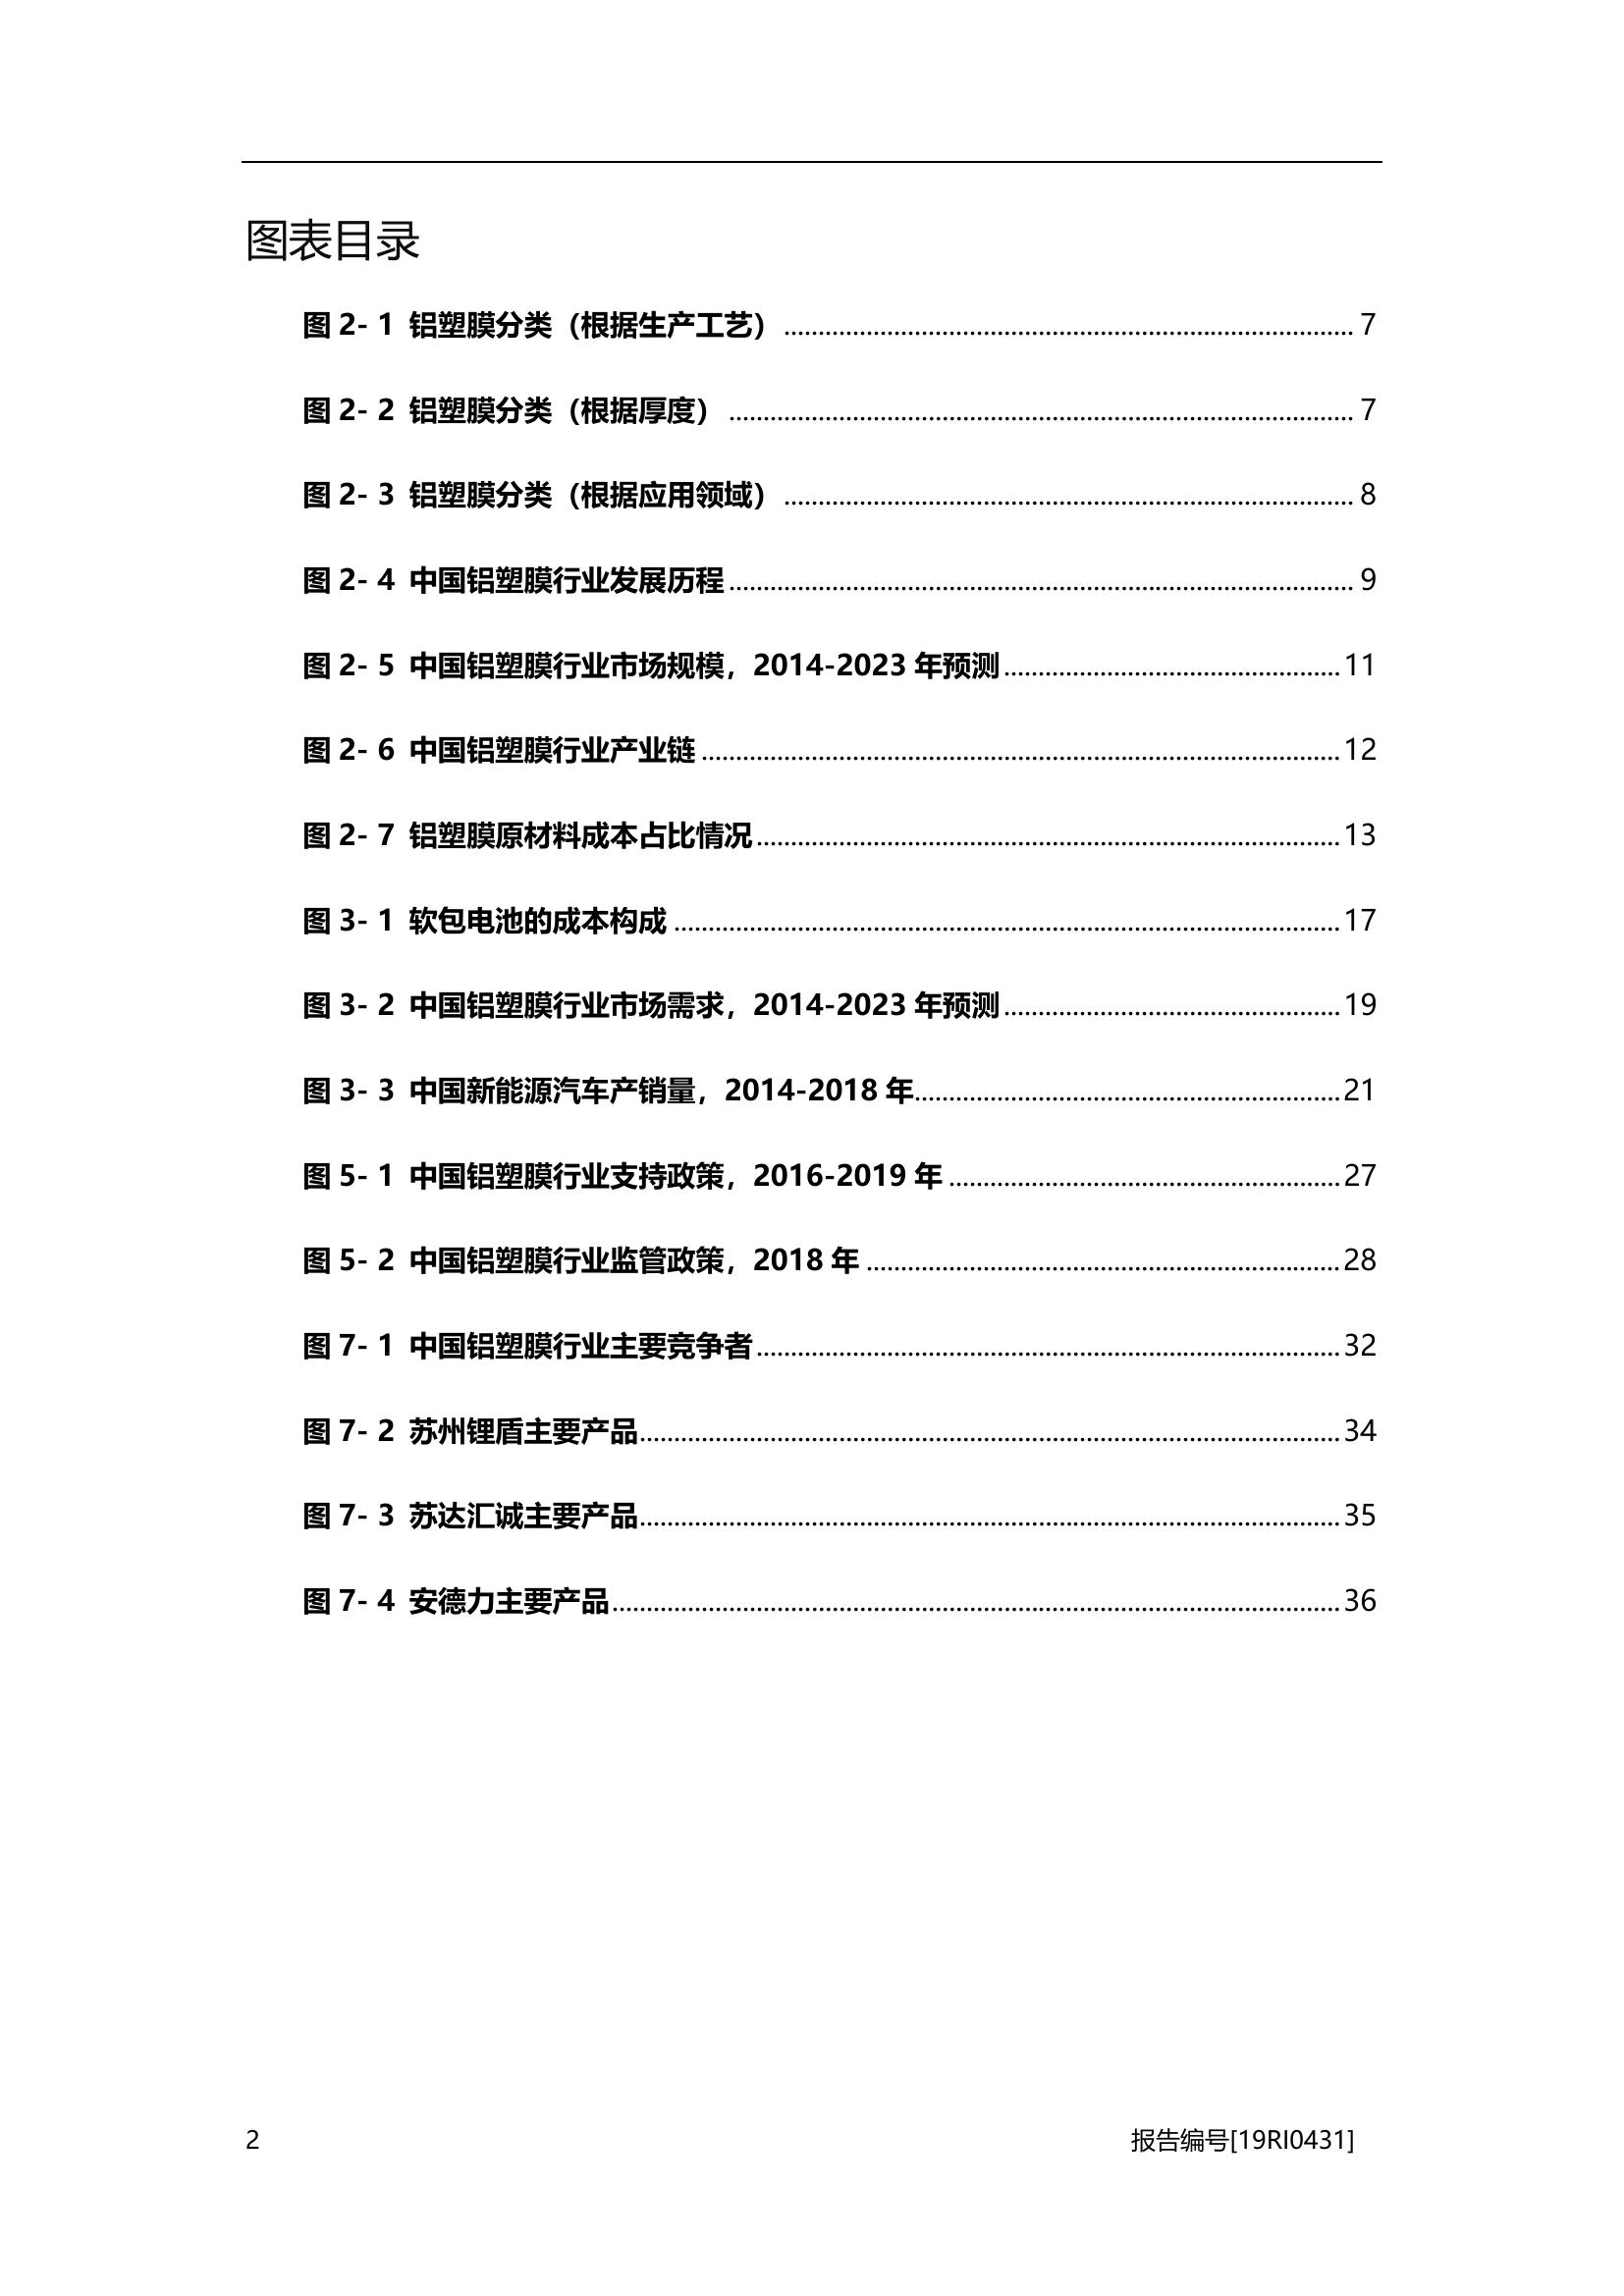 图表目录
图 2- 1 铝塑膜分类（根据生产工艺） ........ 7
图 2- 2 铝塑膜分类（根据厚度） ........ 7
图 2- 3 铝塑膜分类（根据应用领域） ........ 8
图 2- 4 中国铝塑膜行业发展历程 ........ 9
图 2- 5 中国铝塑膜行业市场规模，2014-2023 年预测 ........ 11
图 2- 6 中国铝塑膜行业产业链 ........ 12
图 2- 7 铝塑膜原材料成本占比情况 ........ 13
图 3- 1 软包电池的成本构成 ........ 17
图 3- 2 中国铝塑膜行业市场需求，2014-2023 年预测 ........ 19
图 3- 3 中国新能源汽车产销量，2014-2018 年 ........ 21
图 5- 1 中国铝塑膜行业支持政策，2016-2019 年 ........ 27
图 5- 2 中国铝塑膜行业监管政策，2018 年 ........ 28
图 7- 1 中国铝塑膜行业主要竞争者 ........ 32
图 7- 2 苏州锂盾主要产品 ........ 34
图 7- 3 苏达汇诚主要产品 ........ 35
图 7- 4 安德力主要产品 ........ 36
2 报告编号[19RI0431]